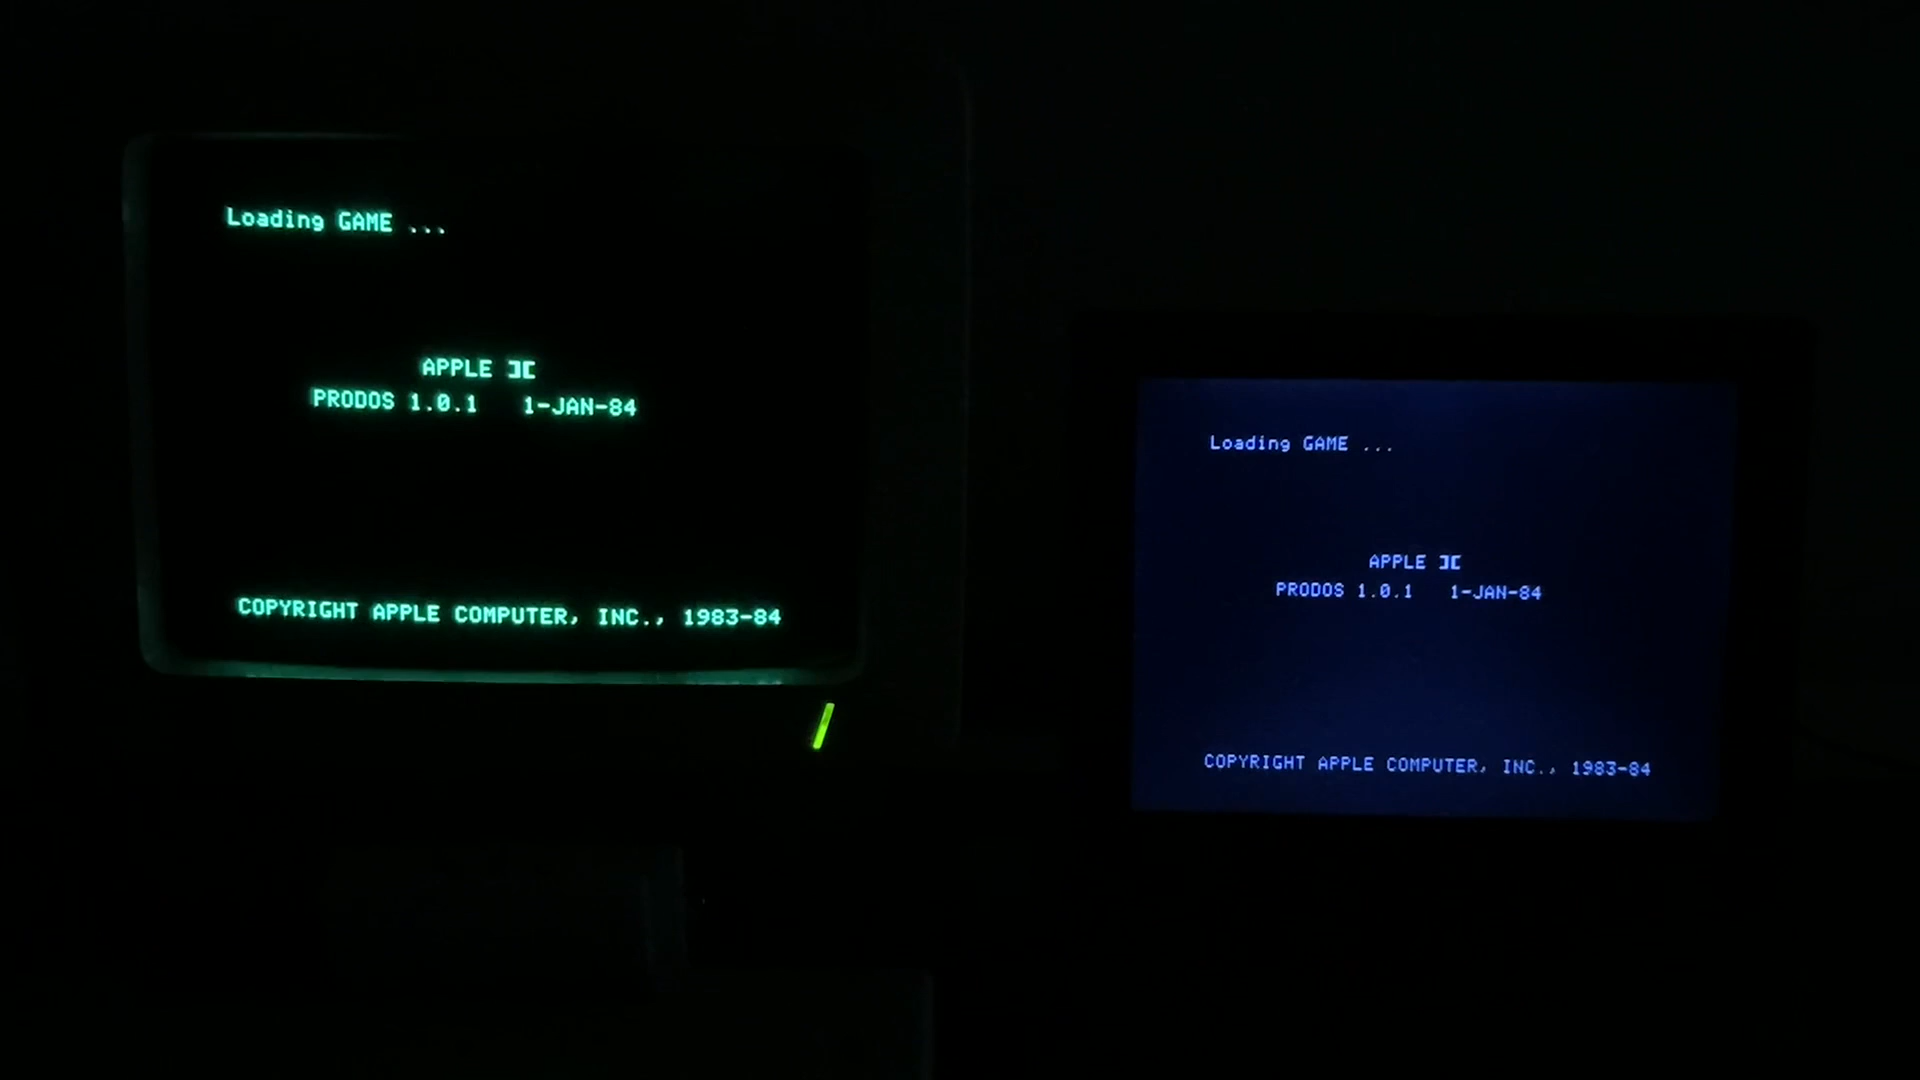 Loading GAME ...
APPLE ][
PRODOS 1.0.1   1-JAN-84
COPYRIGHT APPLE COMPUTER, INC., 1983-84
Loading GAME ...
APPLE ][
PRODOS 1.0.1   1-JAN-84
COPYRIGHT APPLE COMPUTER, INC., 1983-84